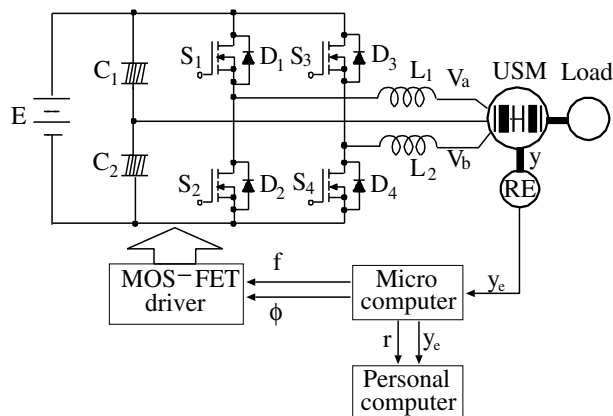 S1 D1 S3 D3
C1
L1 Va USM Load
E
C2
L2 Vb y
S2 D2 S4 D4
RE
MOS-FET
driver
f
ϕ
Micro
computer
ye
r ye
Personal
computer